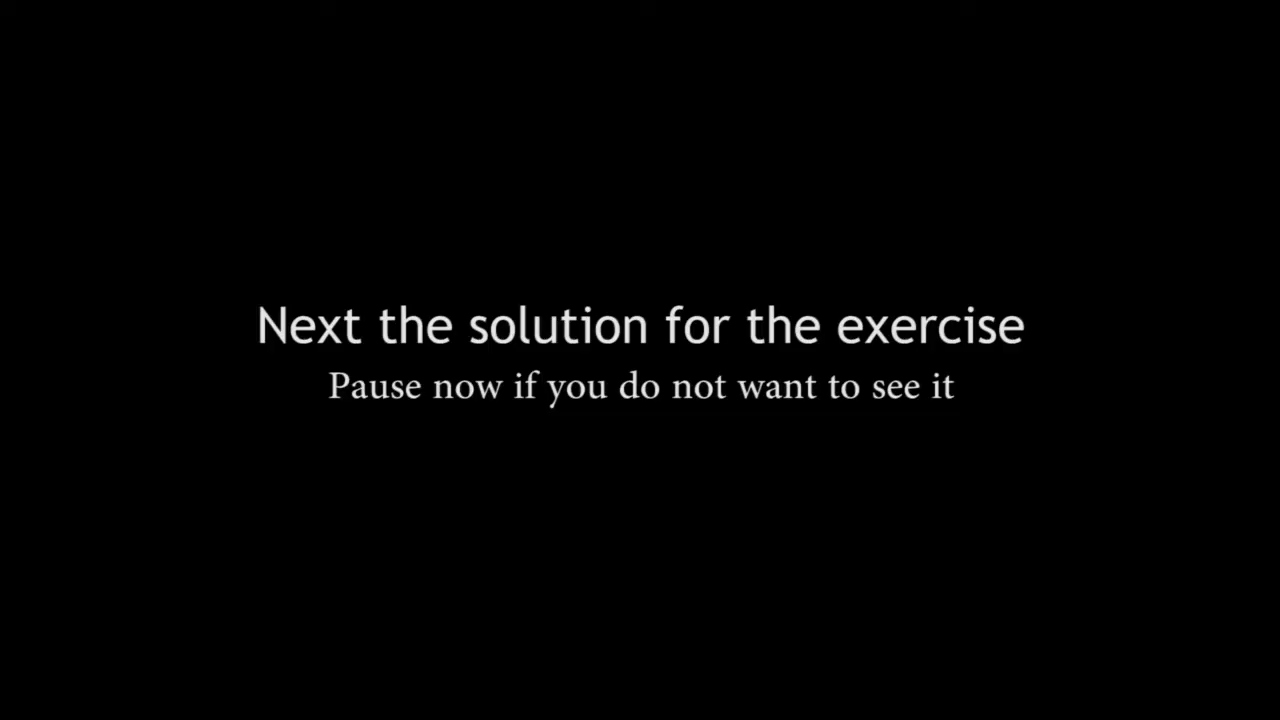 Next the solution for the exercise
Pause now if you do not want to see it